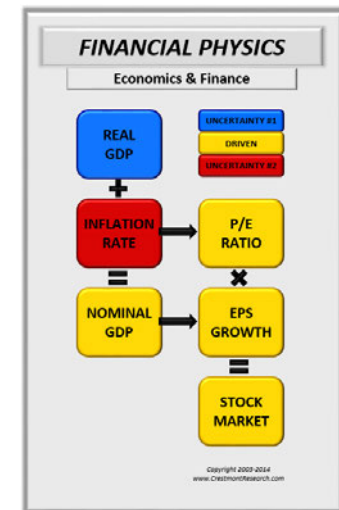 FINANCIAL PHYSICS
Economics & Finance
REAL
GDP
UNCERTAINTY #1
DRIVEN
UNCERTAINTY #2
+
INFLATION
RATE
P/E
RATIO
=
×
NOMINAL
GDP
EPS
GROWTH
=
STOCK
MARKET
Copyright 2003-2014
www.CrestmontResearch.com